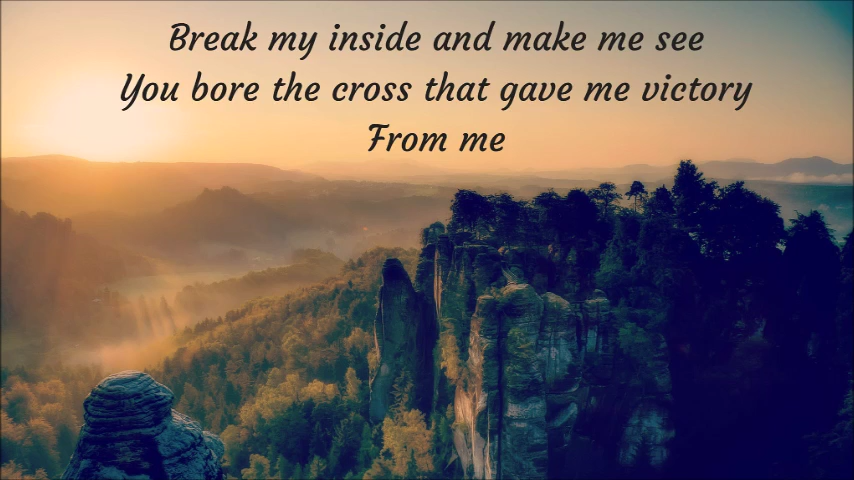 Break my inside and make me see
You bore the cross that gave me victory
From me